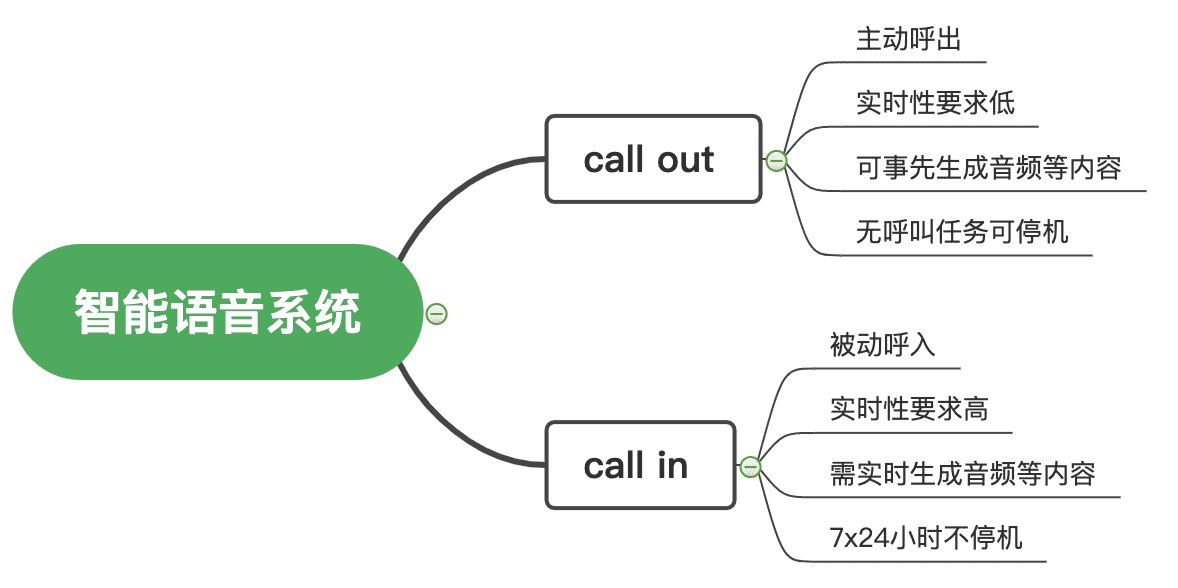 智能语音系统
call out
主动呼出
实时性要求低
可事先生成音频等内容
无呼叫任务可停机
call in
被动呼入
实时性要求高
需实时生成音频等内容
7x24小时不停机